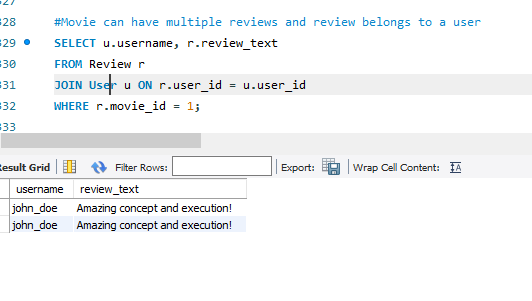 327
328 #Movie can have multiple reviews and review belongs to a user
329 SELECT u.username, r.review_text
330 FROM Review r
331 JOIN User u ON r.user_id = u.user_id
332 WHERE r.movie_id = 1;
333
Result Grid Filter Rows: Export: Wrap Cell Content: IA
username review_text
john_doe Amazing concept and execution!
john_doe Amazing concept and execution!